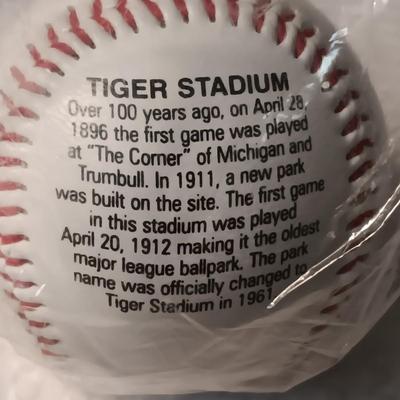 TIGER STADIUM
Over 100 years ago, on April 28,
1896 the first game was played
at "The Corner" of Michigan and
Trumbull. In 1911, a new park
was built on the site. The first game
in this stadium was played
April 20, 1912 making it the oldest
major league ballpark. The park
name was officially changed to
Tiger Stadium in 1961.